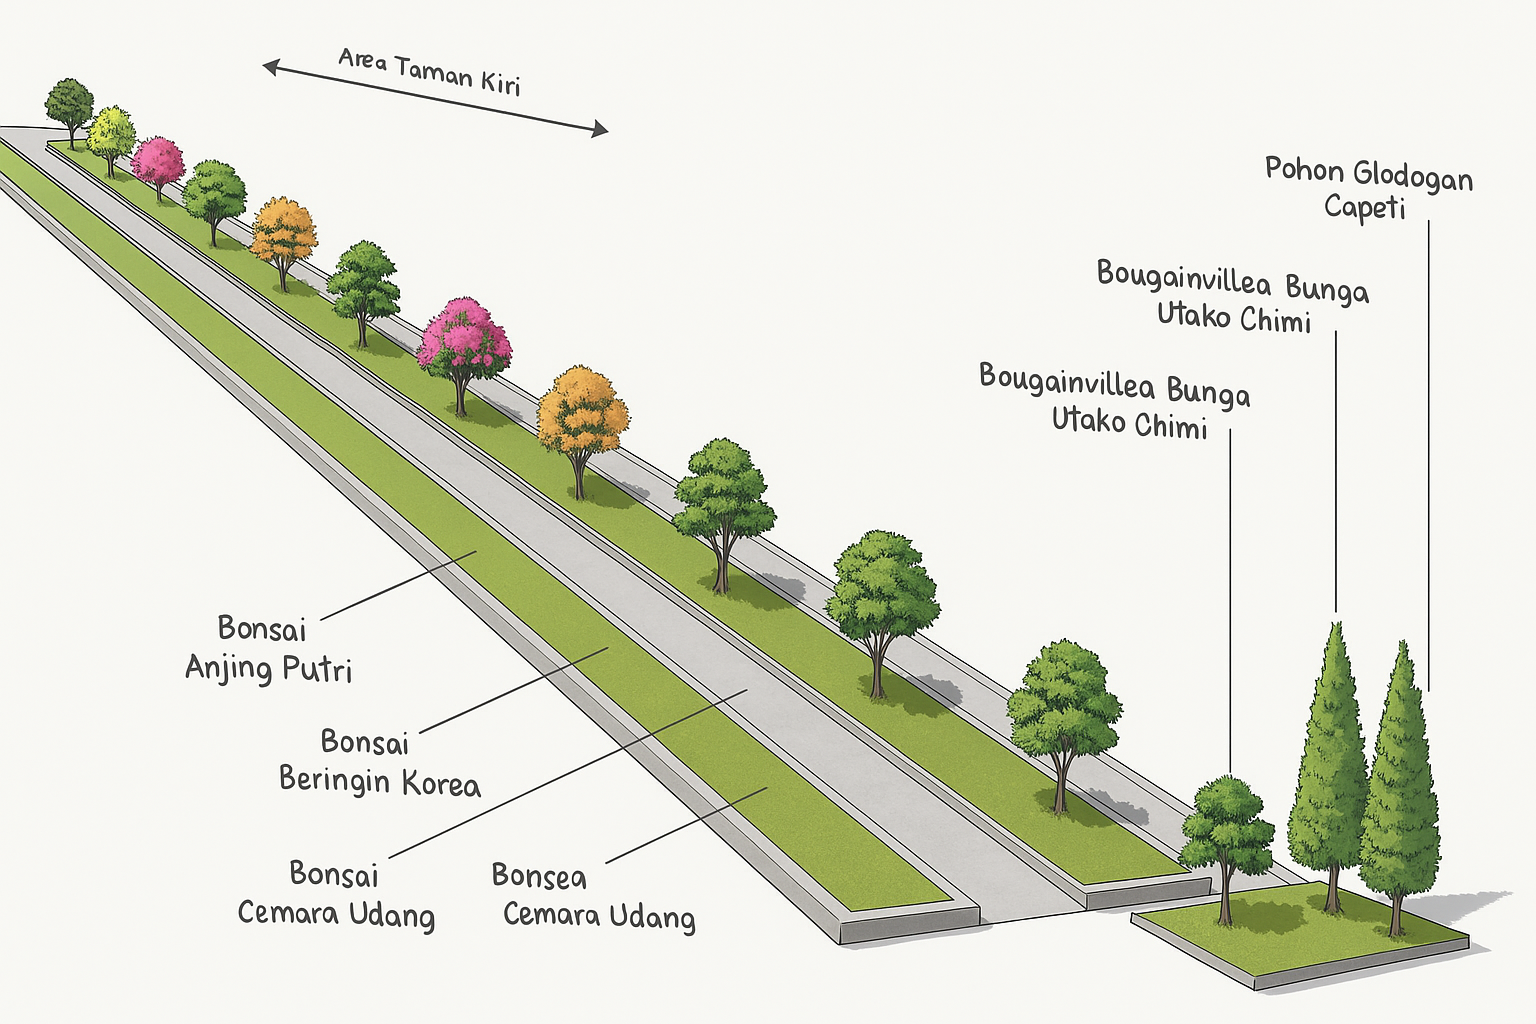 Area Taman Kiri
Pohon Glodogan
Capeti
Bougainvillea Bunga
Utako Chimi
Bougainvillea Bunga
Utako Chimi
Bonsai
Anjing Putri
Bonsai
Beringin Korea
Bonsai
Cemara Udang
Bonsea
Cemara Udang